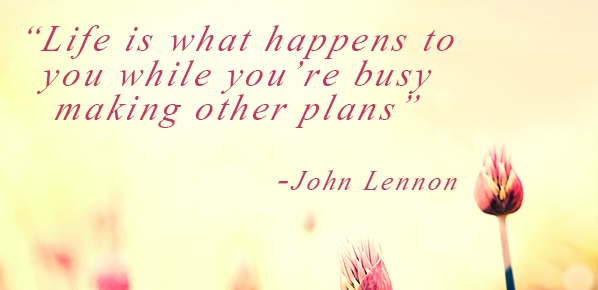 “Life is what happens to
you while you’re busy
making other plans”
-John Lennon